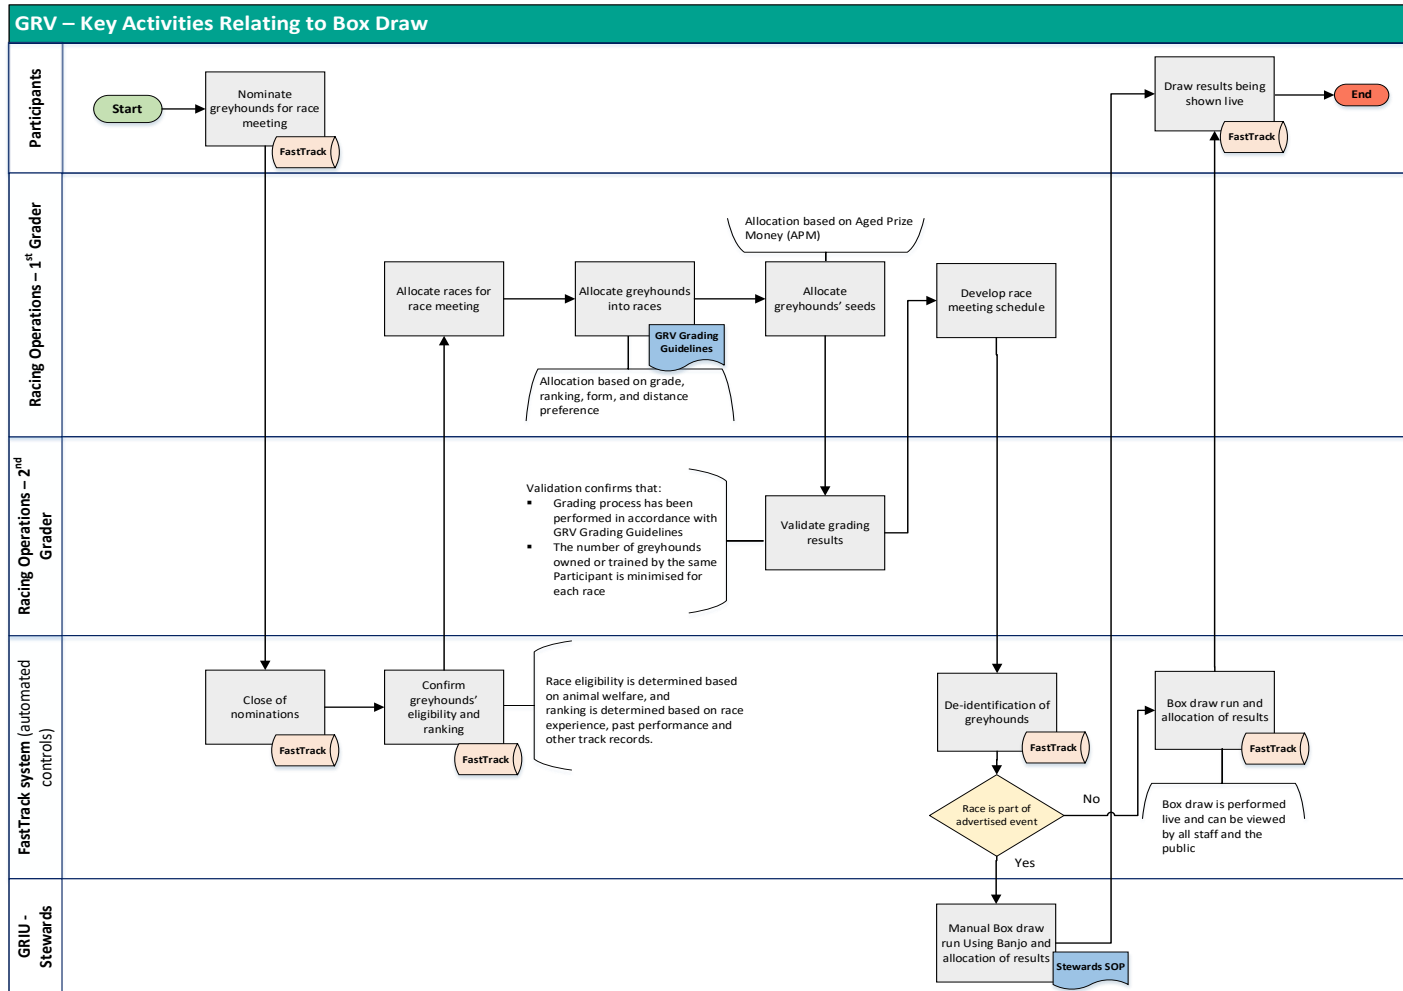 GRV – Key Activities Relating to Box Draw
Participants
Start
Nominate
greyhounds for race
meeting
FastTrack
Draw results being
shown live
FastTrack
End
Racing Operations – 1st Grader
Allocate races for
race meeting
Allocate greyhounds
into races
GRV Grading
Guidelines
Allocation based on grade,
ranking, form, and distance
preference
Allocation based on Aged Prize
Money (APM)
Allocate
greyhounds’ seeds
Develop race
meeting schedule
Racing Operations – 2nd
Grader
Validation confirms that:
▪ Grading process has been
performed in accordance with
GRV Grading Guidelines
▪ The number of greyhounds
owned or trained by the same
Participant is minimised for
each race
Validate grading
results
FastTrack system (automated
controls)
Close of
nominations
FastTrack
Confirm
greyhounds’
eligibility and
ranking
FastTrack
Race eligibility is determined based
on animal welfare, and
ranking is determined based on race
experience, past performance and
other track records.
De-identification of
greyhounds
FastTrack
Race is part of
advertised event
No
Yes
Box draw run and
allocation of results
FastTrack
Box draw is performed
live and can be viewed
by all staff and the
public
GRIU -
Stewards
Manual Box draw
run Using Banjo and
allocation of results
Stewards SOP